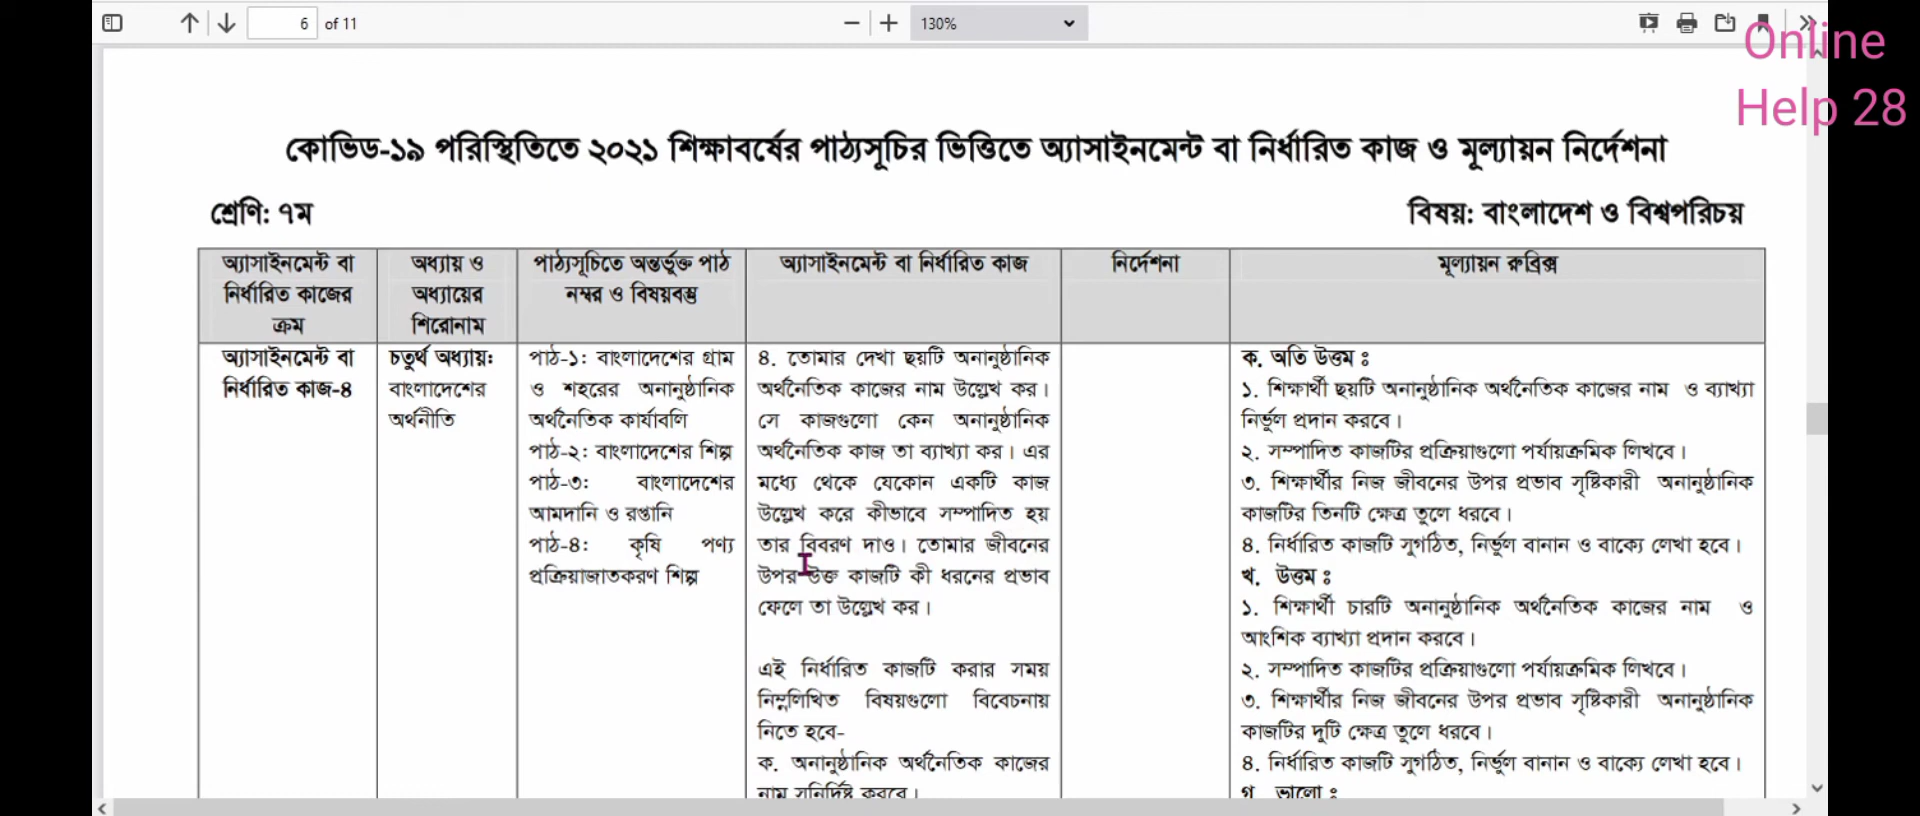 6 of 11
130%
Online
Help 28
কোভিড-১৯ পরিস্থিতিতে ২০২১ শিক্ষাবর্ষের পাঠ্যসূচির ভিত্তিতে অ্যাসাইনমেন্ট বা নির্ধারিত কাজ ও মূল্যায়ন নির্দেশনা
শ্রেণি: ৭ম
বিষয়: বাংলাদেশ ও বিশ্বপরিচয়
অ্যাসাইনমেন্ট বা
নির্ধারিত কাজের
ক্রম
অধ্যায় ও
অধ্যায়ের
শিরোনাম
পাঠ্যসূচিতে অন্তর্ভুক্ত পাঠ
নম্বর ও বিষয়বস্তু
অ্যাসাইনমেন্ট বা নির্ধারিত কাজ
নির্দেশনা
মূল্যায়ন রুব্রিক্স
অ্যাসাইনমেন্ট বা
নির্ধারিত কাজ-৪
চতুর্থ অধ্যায়:
বাংলাদেশের
অর্থনীতি
পাঠ-১: বাংলাদেশের গ্রাম
ও শহরের অনানুষ্ঠানিক
অর্থনৈতিক কার্যাবলি
পাঠ-২: বাংলাদেশের শিল্প
পাঠ-৩: বাংলাদেশের
আমদানি ও রপ্তানি
পাঠ-৪: কৃষি পণ্য
প্রক্রিয়াজাতকরণ শিল্প
৪. তোমার দেখা ছয়টি অনানুষ্ঠানিক
অর্থনৈতিক কাজের নাম উল্লেখ কর।
সে কাজগুলো কেন অনানুষ্ঠানিক
অর্থনৈতিক কাজ তা ব্যাখ্যা কর। এর
মধ্যে থেকে যেকোন একটি কাজ
উল্লেখ করে কীভাবে সম্পাদিত হয়
তার বিবরণ দাও। তোমার জীবনের
উপর উক্ত কাজটি কী ধরনের প্রভাব
ফেলে তা উল্লেখ কর।
এই নির্ধারিত কাজটি করার সময়
নিম্নলিখিত বিষয়গুলো বিবেচনায়
নিতে হবে-
ক. অনানুষ্ঠানিক অর্থনৈতিক কাজের
নাম সুনির্দিষ্ট করবে।
ক. অতি উত্তম :
১. শিক্ষার্থী ছয়টি অনানুষ্ঠানিক অর্থনৈতিক কাজের নাম ও ব্যাখ্যা
নির্ভুল প্রদান করবে।
২. সম্পাদিত কাজটির প্রক্রিয়াগুলো পর্যায়ক্রমিক লিখবে।
৩. শিক্ষার্থীর নিজ জীবনের উপর প্রভাব সৃষ্টিকারী অনানুষ্ঠানিক
কাজটির তিনটি ক্ষেত্র তুলে ধরবে।
৪. নির্ধারিত কাজটি সুগঠিত, নির্ভুল বানান ও বাক্যে লেখা হবে।
খ. উত্তম :
১. শিক্ষার্থী চারটি অনানুষ্ঠানিক অর্থনৈতিক কাজের নাম ও
আংশিক ব্যাখ্যা প্রদান করবে।
২. সম্পাদিত কাজটির প্রক্রিয়াগুলো পর্যায়ক্রমিক লিখবে।
৩. শিক্ষার্থীর নিজ জীবনের উপর প্রভাব সৃষ্টিকারী অনানুষ্ঠানিক
কাজটির দুটি ক্ষেত্র তুলে ধরবে।
৪. নির্ধারিত কাজটি সুগঠিত, নির্ভুল বানান ও বাক্যে লেখা হবে।
গ. ভালো :